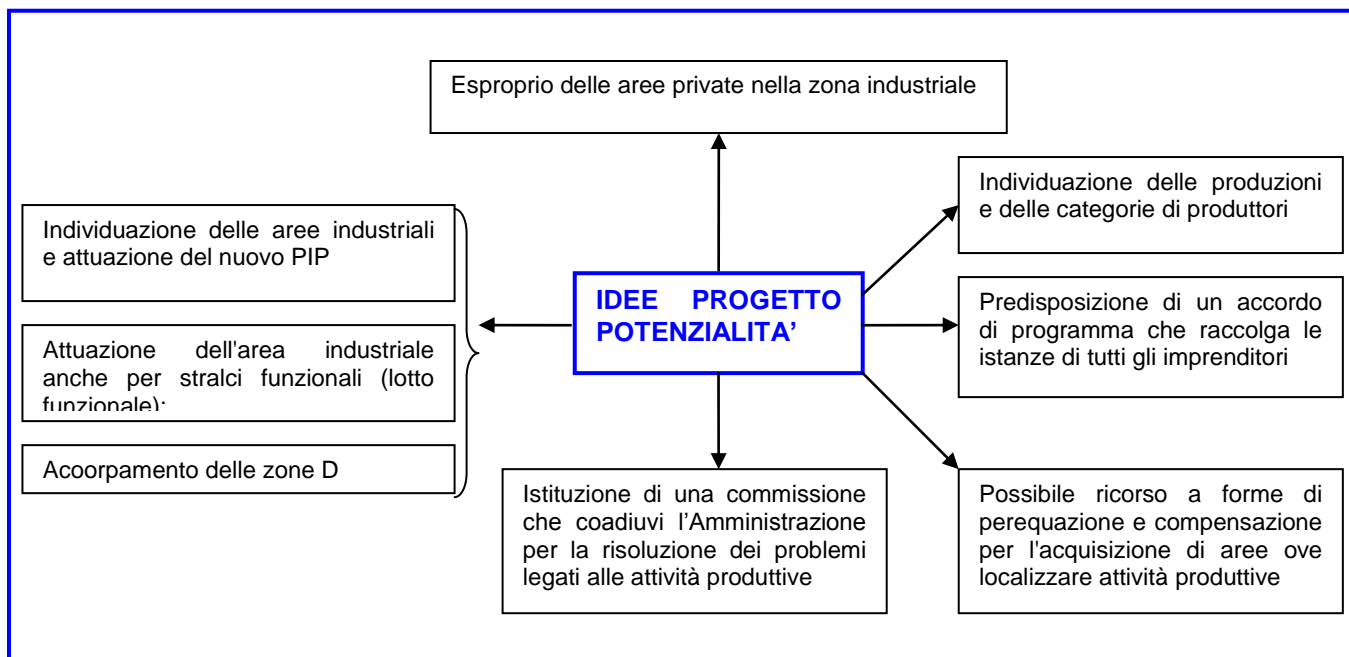 Esproprio delle aree private nella zona industriale
Individuazione delle aree industriali
e attuazione del nuovo PIP
Attuazione dell'area industriale
anche per stralci funzionali (lotto
funzionale);
Acoorpamento delle zone D
IDEE PROGETTO
POTENZIALITA’
Individuazione delle produzioni
e delle categorie di produttori
Predisposizione di un accordo
di programma che raccolga le
istanze di tutti gli imprenditori
Istituzione di una commissione
che coadiuvi l’Amministrazione
per la risoluzione dei problemi
legati alle attività produttive
Possibile ricorso a forme di
perequazione e compensazione
per l'acquisizione di aree ove
localizzare attività produttive